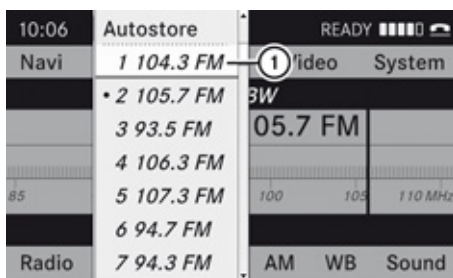 10:06 Autostore READY
Navi 1 104.3 FM 1 ideo System
• 2 105.7 FM 3W
3 93.5 FM 05.7 FM
4 106.3 FM
85 5 107.3 FM 100 105 110 MHz
6 94.7 FM
Radio 7 94.3 FM AM WB Sound